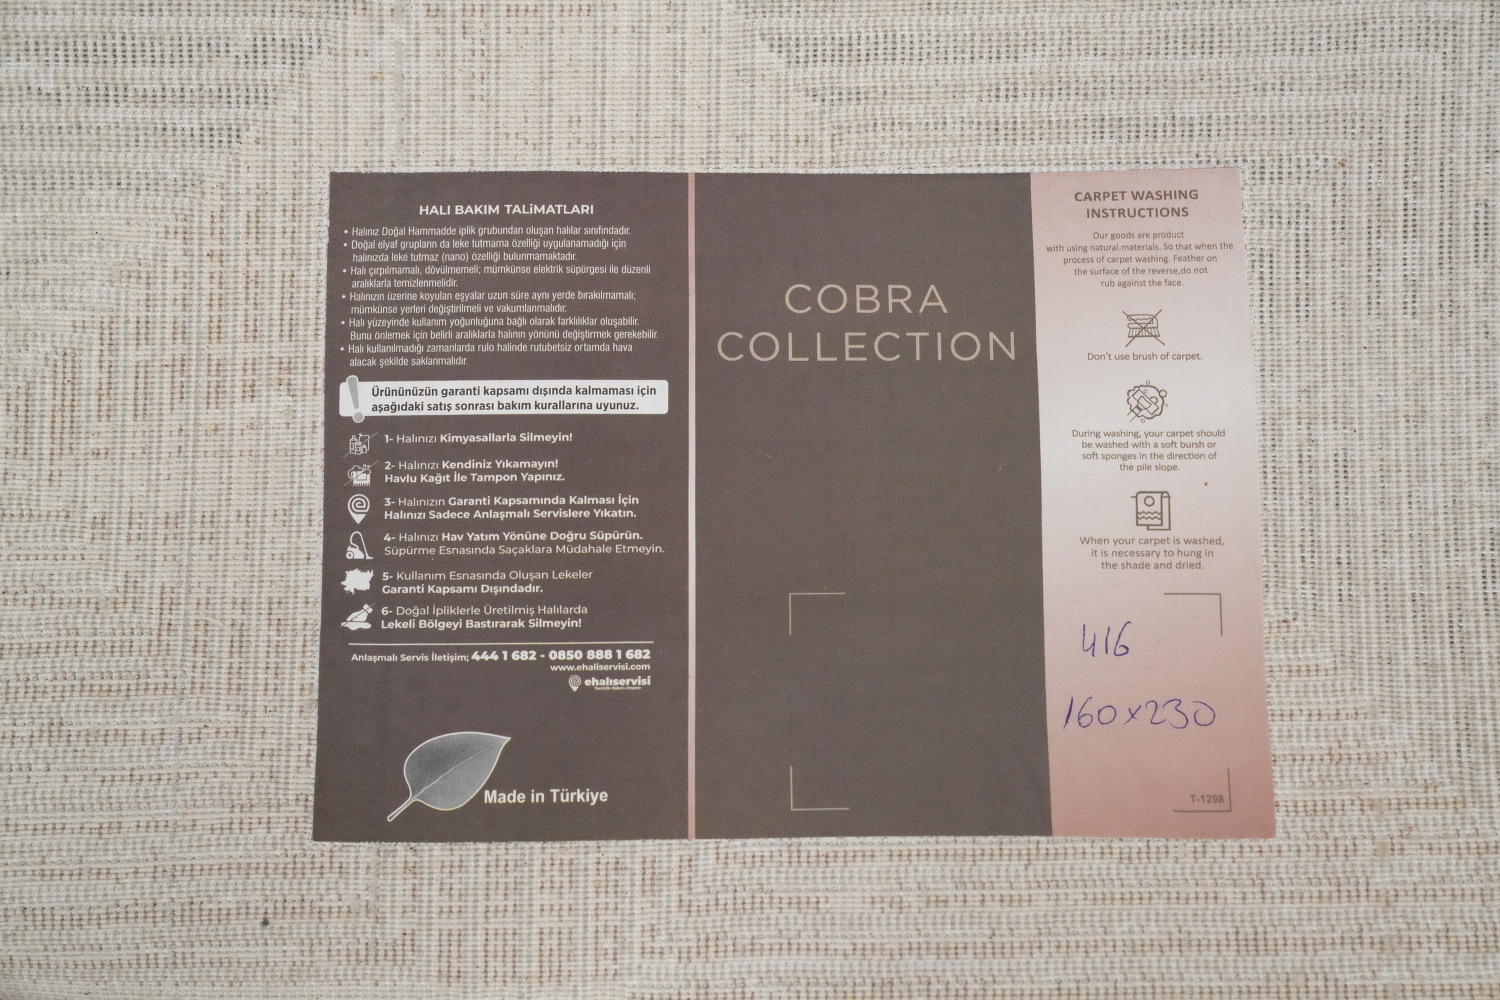 HALI BAKIM TALİMATLARI
• Halınız Doğal Hammadde iplik grubundan oluşan halılar sınıfındadır.
• Doğal elyaf grupların da leke tutmama özelliği uygulanamadığı için
halınızda leke tutmaz (nano) özelliği bulunmamaktadır.
• Halı çırpılmamalı, dövülmemeli; mümkünse elektrik süpürgesi ile düzenli
aralıklarla temizlenmelidir.
• Halınızın üzerine koyulan eşyalar uzun süre aynı yerde bırakılmamalı;
mümkünse yerleri değiştirilmeli ve vakumlanmalıdır.
• Halı yüzeyinde kullanım yoğunluğuna bağlı olarak farklılıklar oluşabilir.
Bunu önlemek için belirli aralıklarla halının yönünü değiştirmek gerekebilir.
• Halı kullanılmadığı zamanlarda rulo halinde rutubetsiz ortamda hava
alacak şekilde saklanmalıdır.
Ürününüzün garanti kapsamı dışında kalmaması için
aşağıdaki satış sonrası bakım kurallarına uyunuz.
1- Halınızı Kimyasallarla Silmeyin!
2- Halınızı Kendiniz Yıkamayın!
Havlu Kağıt İle Tampon Yapınız.
3- Halınızın Garanti Kapsamında Kalması İçin
Halınızı Sadece Anlaşmalı Servislere Yıkatın.
4- Halınızı Hav Yatım Yönüne Doğru Süpürün.
Süpürme Esnasında Saçaklara Müdahale Etmeyin.
5- Kullanım Esnasında Oluşan Lekeler
Garanti Kapsamı Dışındadır.
6- Doğal İpliklerle Üretilmiş Halılarda
Lekeli Bölgeyi Bastırarak Silmeyin!
Anlaşmalı Servis İletişim; 444 1 682 - 0850 888 1 682
www.ehaliservisi.com
ehalıservisi
Made in Türkiye
COBRA
COLLECTION
CARPET WASHING
INSTRUCTIONS
Our goods are product
with using natural materials. So that when the
process of carpet washing. Feather on
the surface of the reverse,do not
rub against the face.
Don't use brush of carpet.
During washing, your carpet should
be washed with a soft bursh or
soft sponges in the direction of
the pile slope.
When your carpet is washed,
it is necessary to hung in
the shade and dried.
416
160x230
T-1298